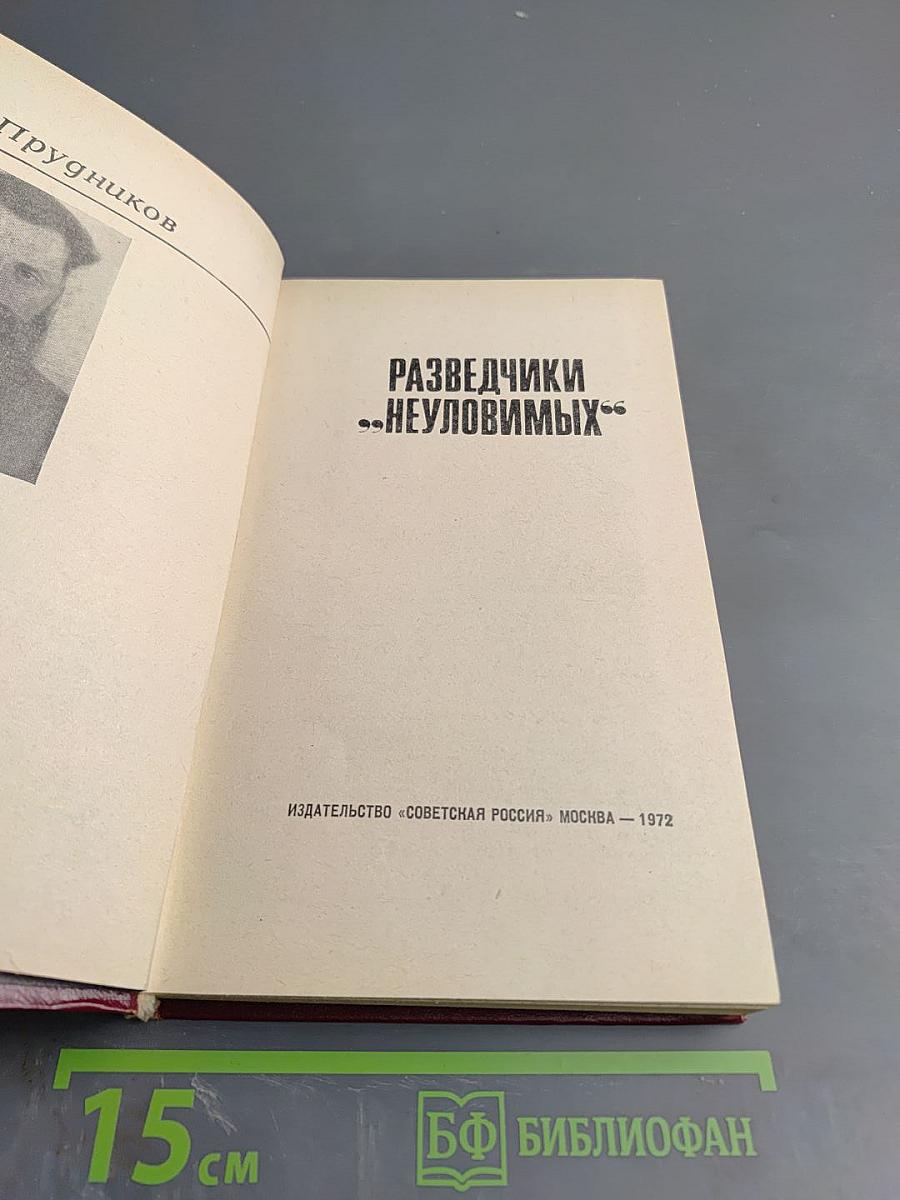 Прудников
РАЗВЕДЧИКИ
„НЕУЛОВИМЫХ“
ИЗДАТЕЛЬСТВО «СОВЕТСКАЯ РОССИЯ» МОСКВА — 1972
15 СМ
БФ БИБЛИОФАН